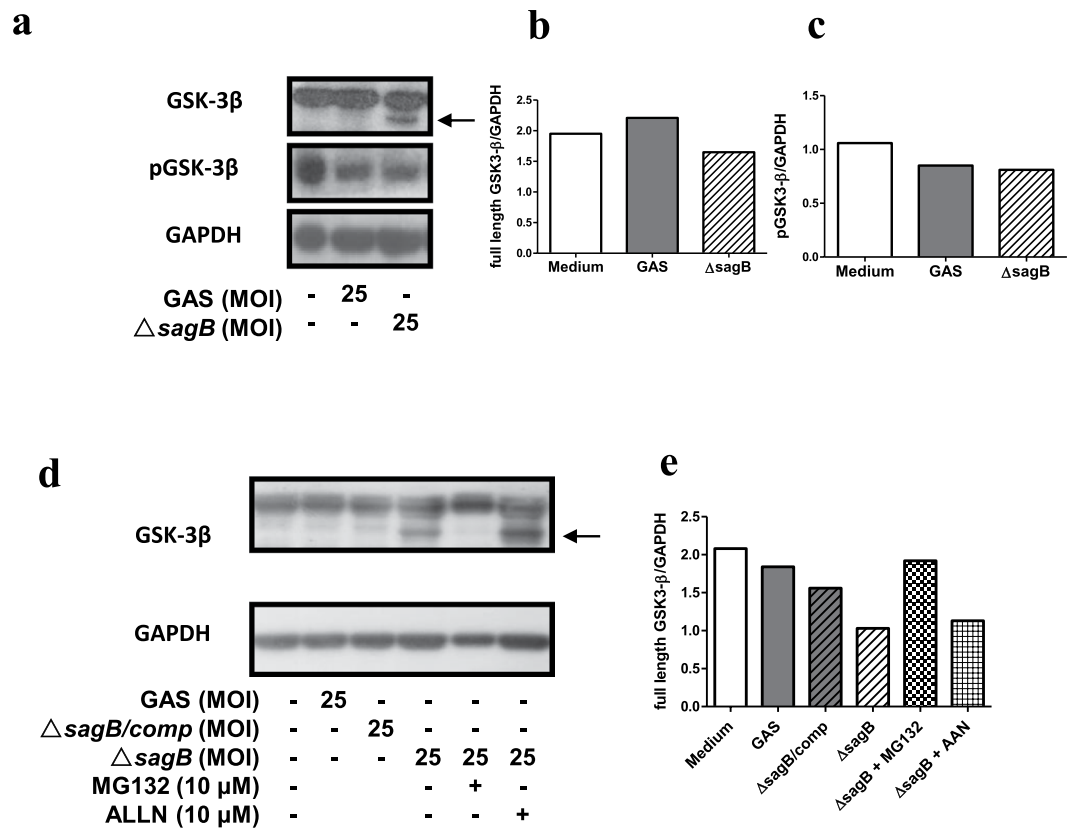 a
GSK-3β
pGSK-3β
GAPDH
GAS (MOI) - 25 -
△sagB (MOI) - - 25
b
full length GSK3-β/GAPDH
2.5
2.0
1.5
1.0
0.5
0.0
Medium GAS ΔsagB
c
pGSK3-β/GAPDH
1.5
1.0
0.5
0.0
Medium GAS ΔsagB
d
GSK-3β
GAPDH
GAS (MOI) - 25 - - - -
△sagB/comp (MOI) - - 25 - - -
△sagB (MOI) - - - 25 25 25
MG132 (10 µM) - - + -
ALLN (10 µM) - - - +
e
full length GSK3-β/GAPDH
2.5
2.0
1.5
1.0
0.5
0.0
Medium
GAS
ΔsagB/comp
ΔsagB
ΔsagB + MG132
ΔsagB + AAN